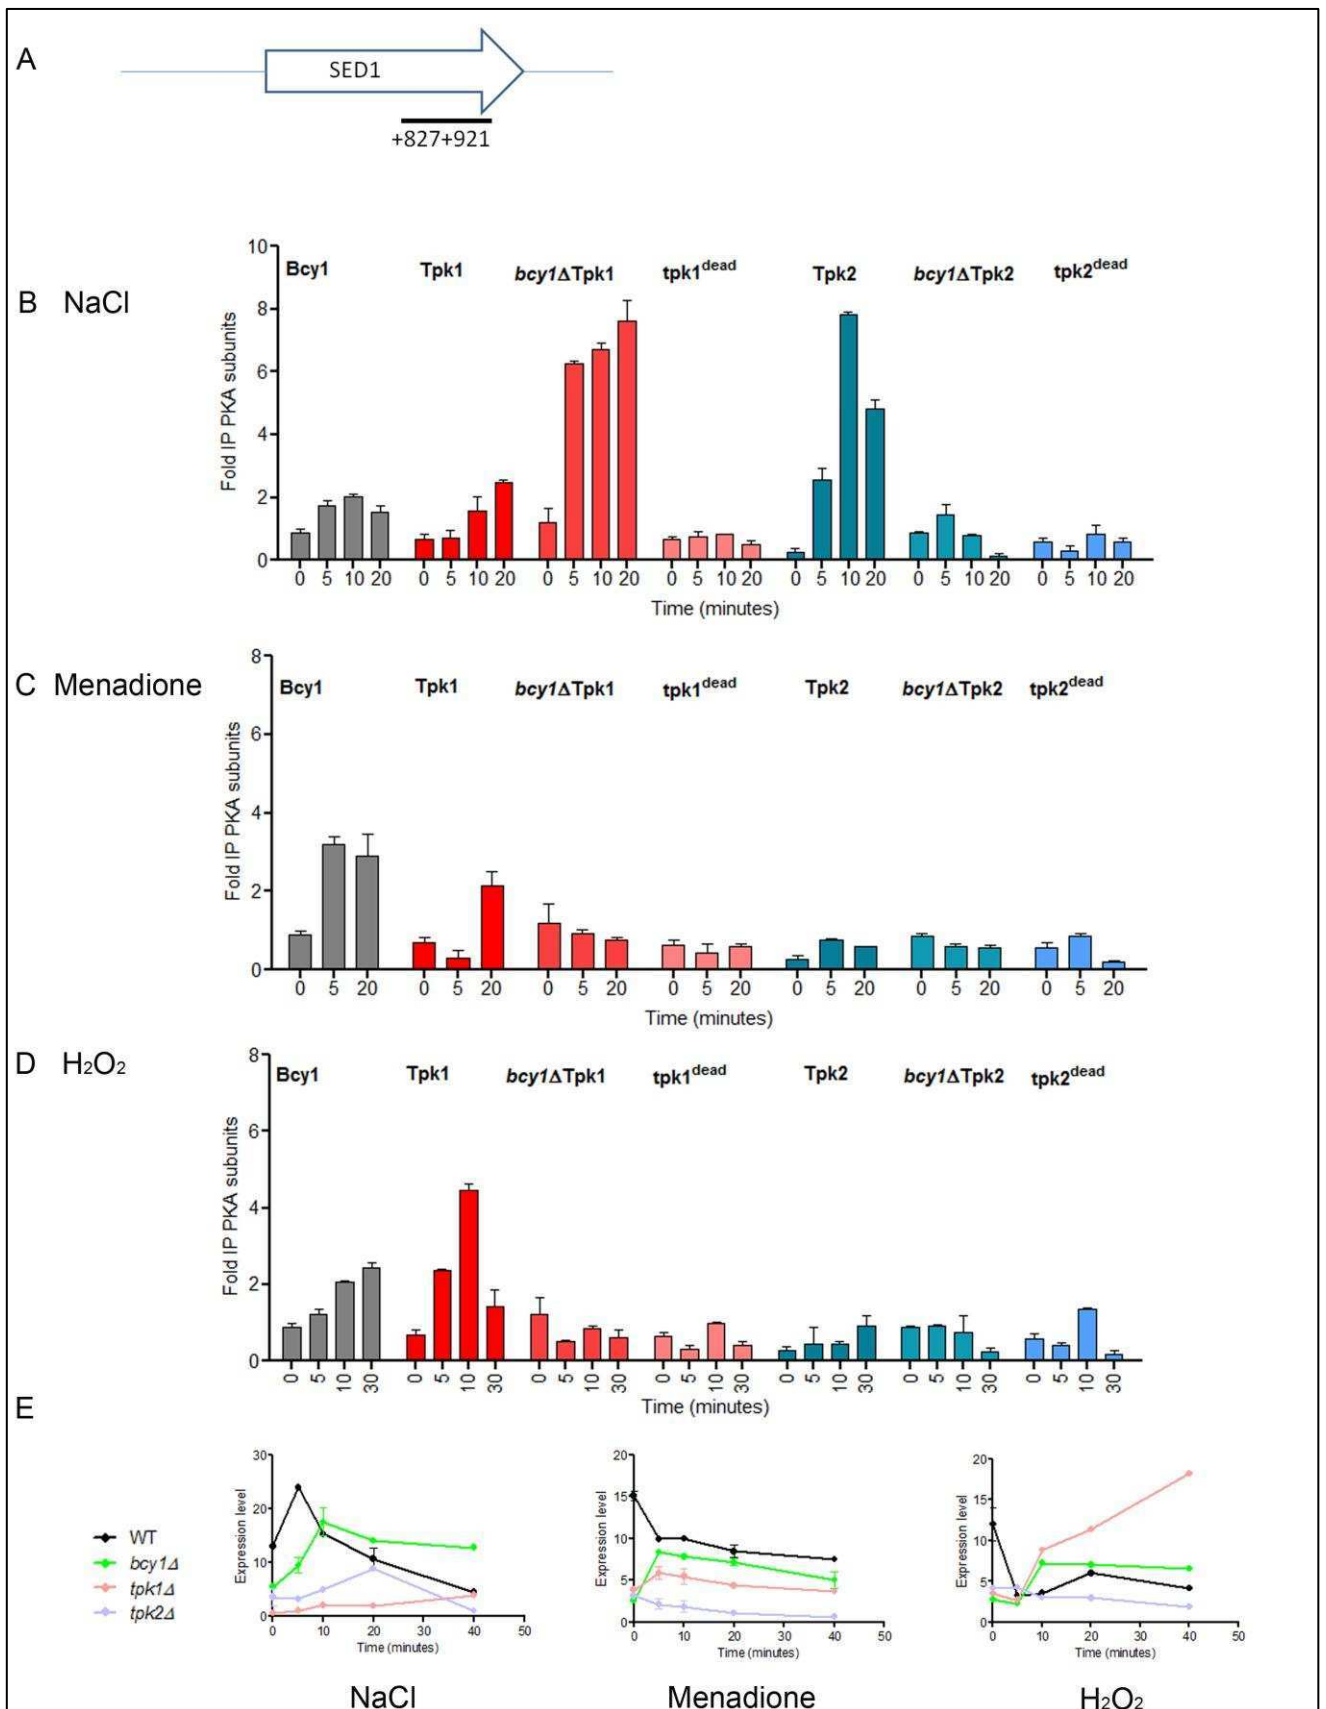 A
SED1
+827+921
B NaCl
Fold IP PKA subunits
10
8
6
4
2
0
Bcy1 Tpk1 bcy1ΔTpk1 tpk1dead Tpk2 bcy1ΔTpk2 tpk2dead
0 5 10 20 0 5 10 20 0 5 10 20 0 5 10 20 0 5 10 20 0 5 10 20 0 5 10 20
Time (minutes)
C Menadione
Fold IP PKA subunits
8
6
4
2
0
Bcy1 Tpk1 bcy1ΔTpk1 tpk1dead Tpk2 bcy1ΔTpk2 tpk2dead
0 5 20 0 5 20 0 5 20 0 5 20 0 5 20 0 5 20 0 5 20
Time (minutes)
D H2O2
Fold IP PKA subunits
8
6
4
2
0
Bcy1 Tpk1 bcy1ΔTpk1 tpk1dead Tpk2 bcy1ΔTpk2 tpk2dead
0 5 10 30 0 5 10 30 0 5 10 30 0 5 10 30 0 5 10 30 0 5 10 30 0 5 10 30
Time (minutes)
E
WT
bcy1Δ
tpk1Δ
tpk2Δ
Expression level
30
20
10
0
0 10 20 30 40 50
Time (minutes)
NaCl
Expression level
20
15
10
5
0
0 10 20 30 40 50
Time (minutes)
Menadione
Expression level
20
15
10
5
0
0 10 20 30 40 50
Time (minutes)
H2O2